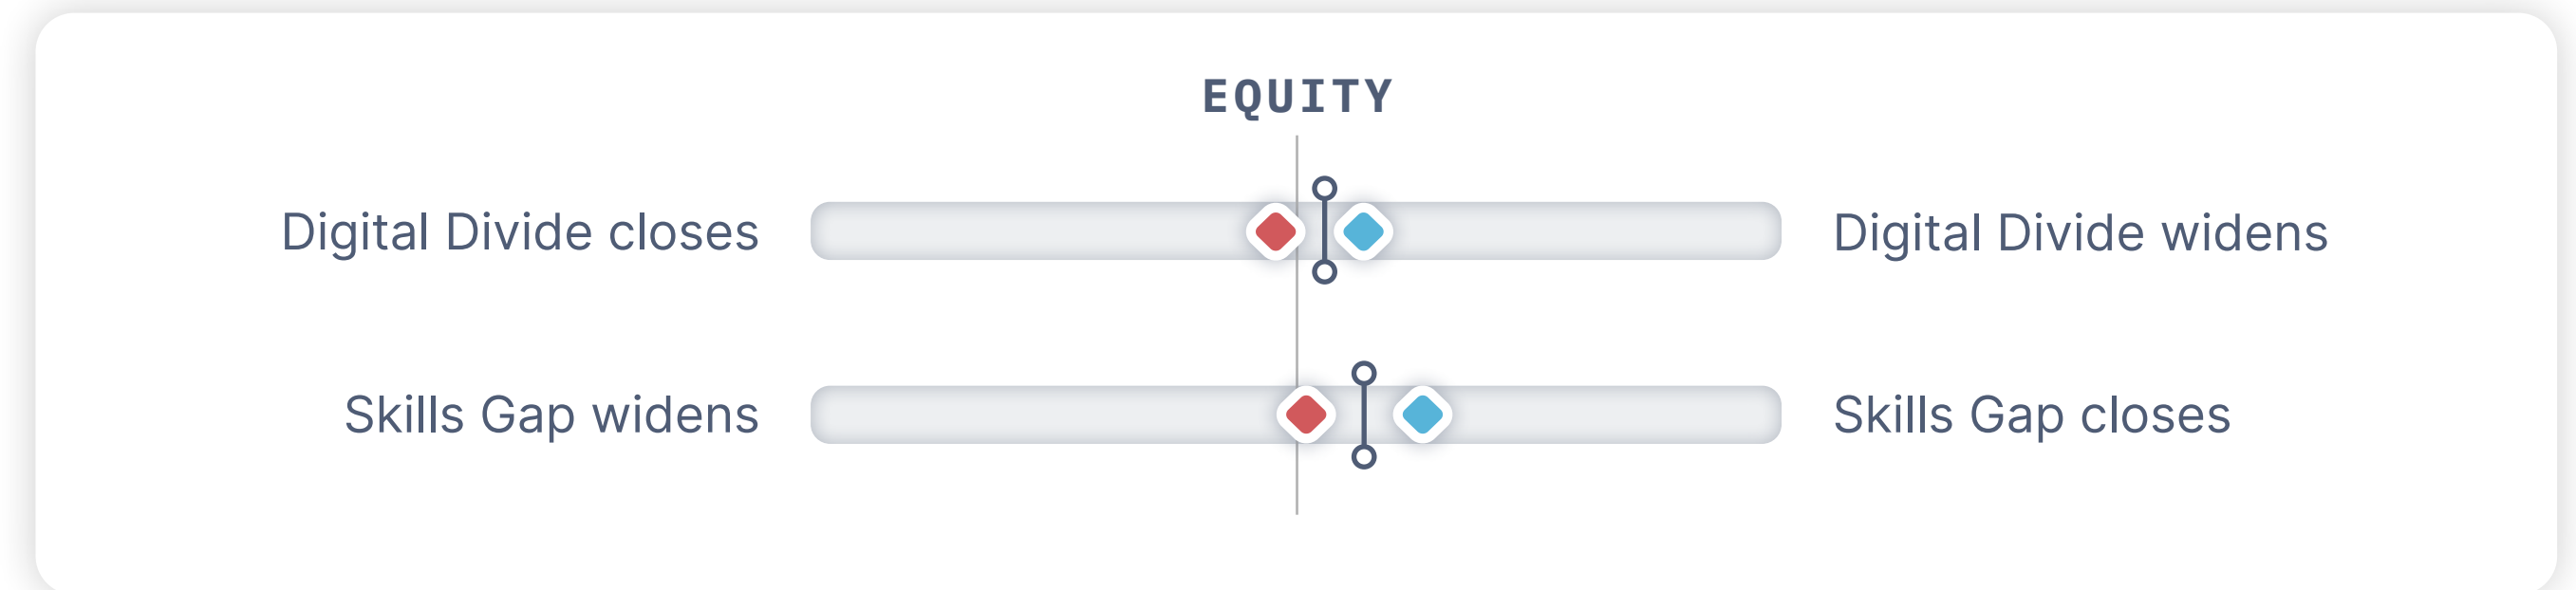 EQUITY
Digital Divide closes
Digital Divide widens
Skills Gap widens
Skills Gap closes